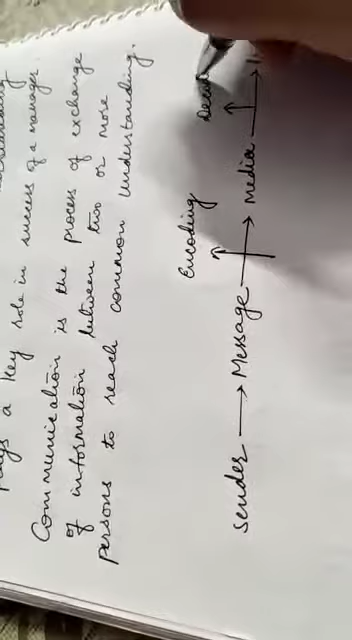 a key role in success of a manager.
Communication is the process of exchange
of information between two or more
persons to reach common understanding.
Encoding
sender → Message → Media →